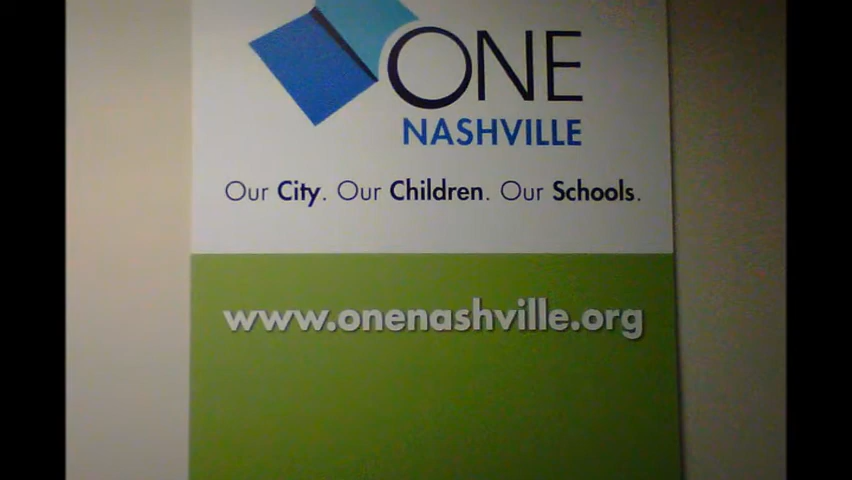 ONE
NASHVILLE
Our City. Our Children. Our Schools.
www.onenashville.org